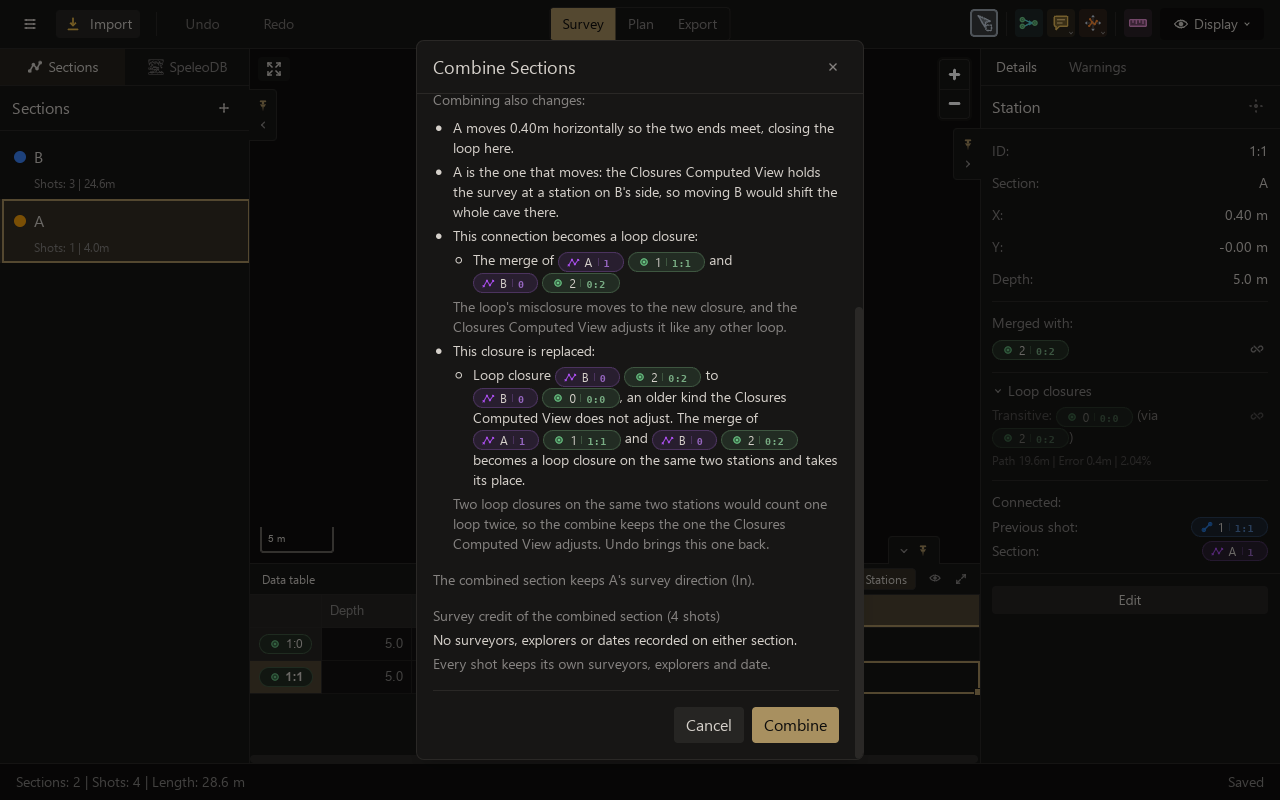 Import
Undo
Redo
Survey
Plan
Export
Display
Sections
SpeleoDB
Sections
B
Shots: 3 | 24.6m
A
Shots: 1 | 4.0m
5 m
Data table
Stations
Depth
1:0
5.0
1:1
5.0
Combine Sections
Combining also changes:
A moves 0.40m horizontally so the two ends meet, closing the
loop here.
A is the one that moves: the Closures Computed View holds
the survey at a station on B's side, so moving B would shift the
whole cave there.
This connection becomes a loop closure:
The merge of A | 1 1 | 1:1 and
B | 0 2 | 0:2
The loop's misclosure moves to the new closure, and the
Closures Computed View adjusts it like any other loop.
This closure is replaced:
Loop closure B | 0 2 | 0:2 to
B | 0 0 | 0:0, an older kind the Closures
Computed View does not adjust. The merge of
A | 1 1 | 1:1 and B | 0 2 | 0:2
becomes a loop closure on the same two stations and takes
its place.
Two loop closures on the same two stations would count one
loop twice, so the combine keeps the one the Closures
Computed View adjusts. Undo brings this one back.
The combined section keeps A's survey direction (In).
Survey credit of the combined section (4 shots)
No surveyors, explorers or dates recorded on either section.
Every shot keeps its own surveyors, explorers and date.
Cancel
Combine
Details
Warnings
Station
ID: 1:1
Section: A
X: 0.40 m
Y: -0.00 m
Depth: 5.0 m
Merged with:
2 | 0:2
Loop closures
Transitive: 0 | 0:0 (via
2 | 0:2)
Path 19.6m | Error 0.4m | 2.04%
Connected:
Previous shot: 1 | 1:1
Section: A | 1
Edit
Sections: 2 | Shots: 4 | Length: 28.6 m
Saved